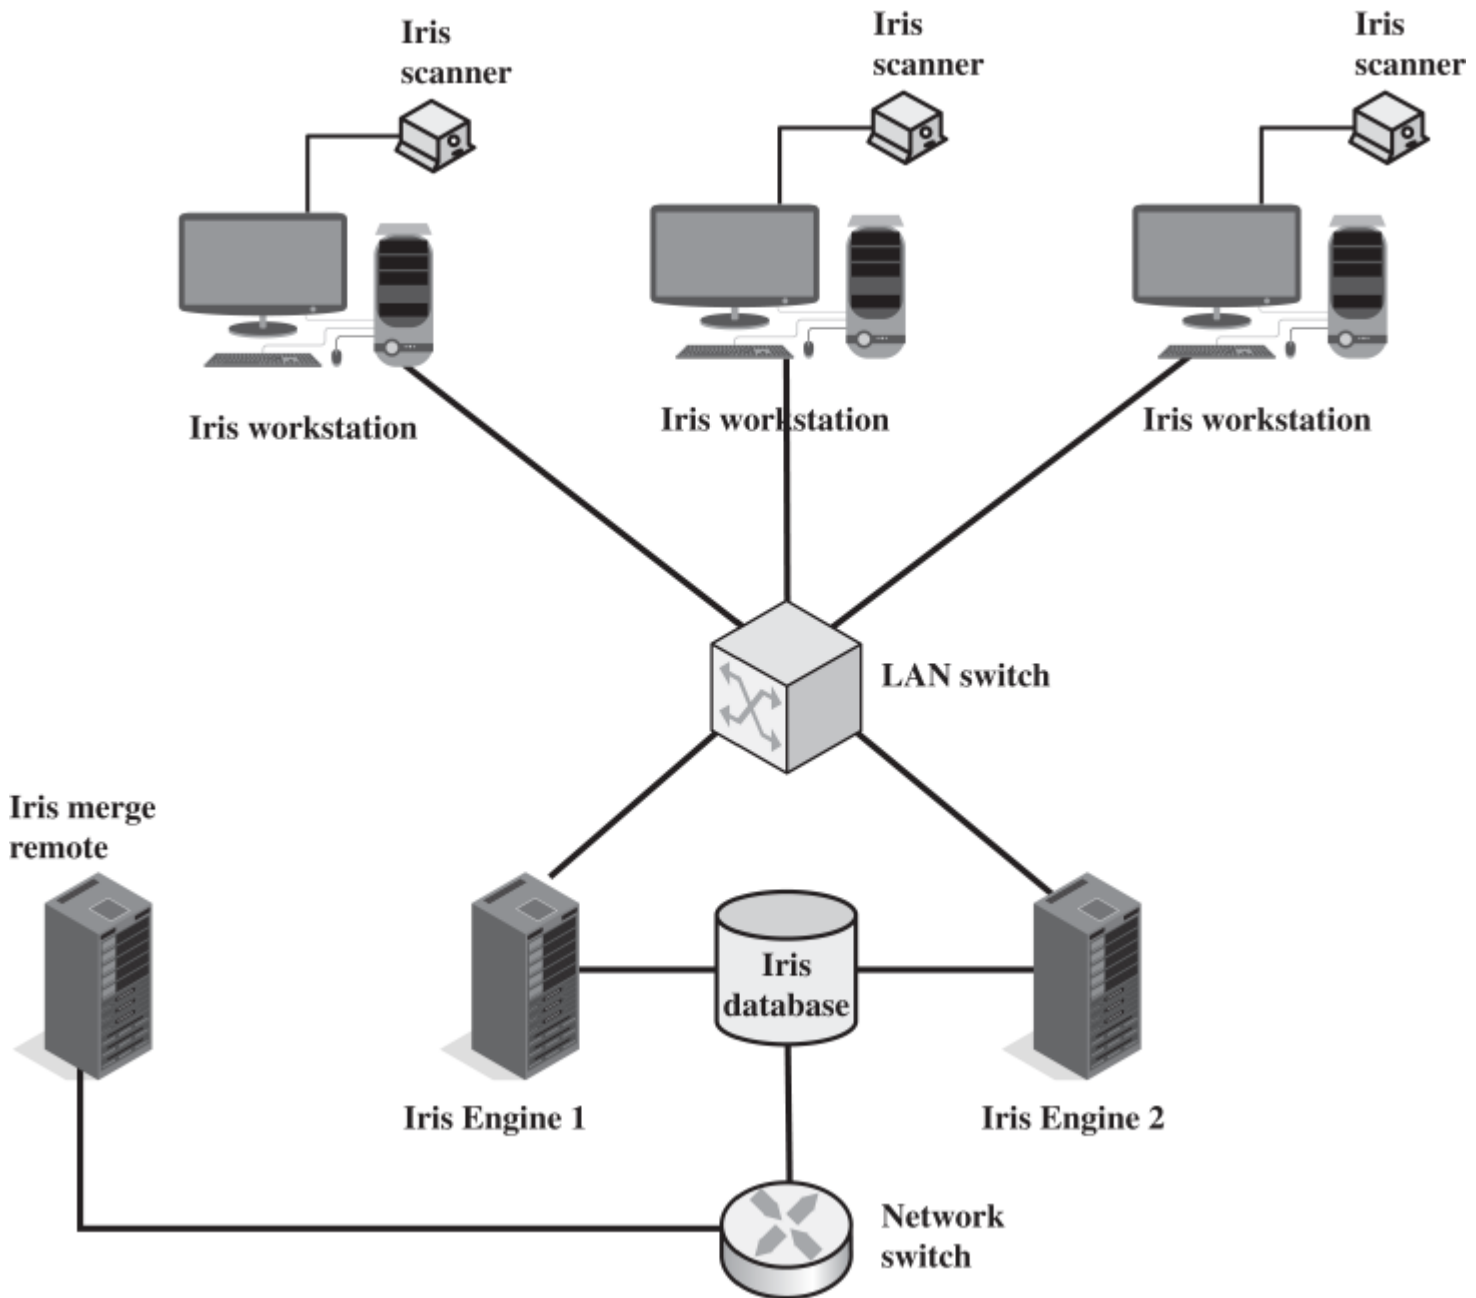 Iris
scanner
Iris
scanner
Iris
scanner
Iris workstation
Iris workstation
Iris workstation
LAN switch
Iris merge
remote
Iris
database
Iris Engine 1
Iris Engine 2
Network
switch